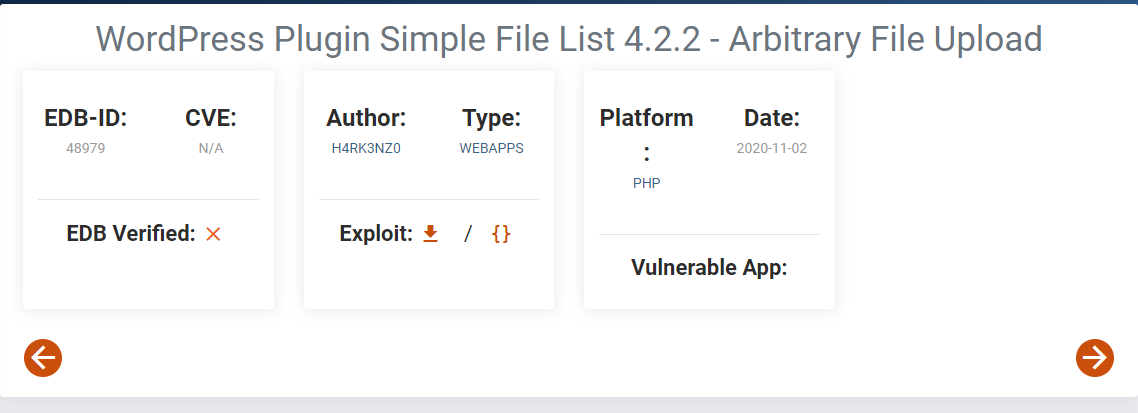 WordPress Plugin Simple File List 4.2.2 - Arbitrary File Upload
EDB-ID:
48979
CVE:
N/A
EDB Verified:
Author:
H4RK3NZ0
Type:
WEBAPPS
Exploit: / {}
Platform
:
PHP
Date:
2020-11-02
Vulnerable App: